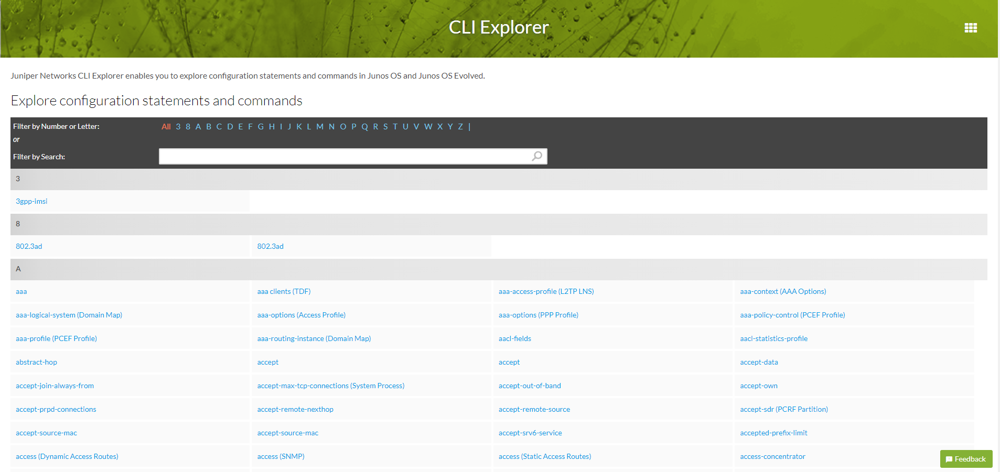 CLI Explorer
Juniper Networks CLI Explorer enables you to explore configuration statements and commands in Junos OS and Junos OS Evolved.
Explore configuration statements and commands
Filter by Number or Letter: All 3 8 A B C D E F G H I J K L M N O P Q R S T U V W X Y Z |
or
Filter by Search:
3
3gpp-imsi
8
802.3ad 802.3ad
A
aaa aaa clients (TDF) aaa-access-profile (L2TP LNS) aaa-context (AAA Options)
aaa-logical-system (Domain Map) aaa-options (Access Profile) aaa-options (PPP Profile) aaa-policy-control (PCEF Profile)
aaa-profile (PCEF Profile) aaa-routing-instance (Domain Map) aacl-fields aacl-statistics-profile
abstract-hop accept accept accept-data
accept-join-always-from accept-max-tcp-connections (System Process) accept-out-of-band accept-own
accept-prpd-connections accept-remote-nexthop accept-remote-source accept-sdr (PCRF Partition)
accept-source-mac accept-source-mac accept-srv6-service accepted-prefix-limit
access (Dynamic Access Routes) access (SNMP) access (Static Access Routes) access-concentrator
Feedback